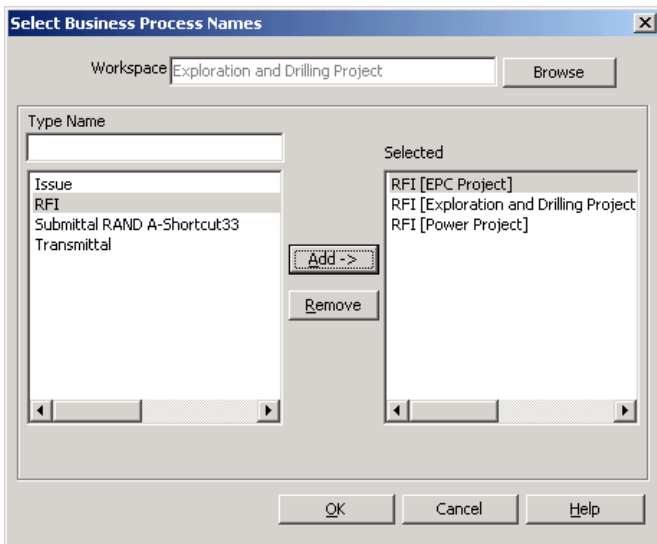 Select Business Process Names
Workspace Exploration and Drilling Project Browse
Type Name
Selected
Issue
RFI
Submittal RAND A-Shortcut33
Transmittal
RFI [EPC Project]
RFI [Exploration and Drilling Project
RFI [Power Project]
Add ->
Remove
OK Cancel Help